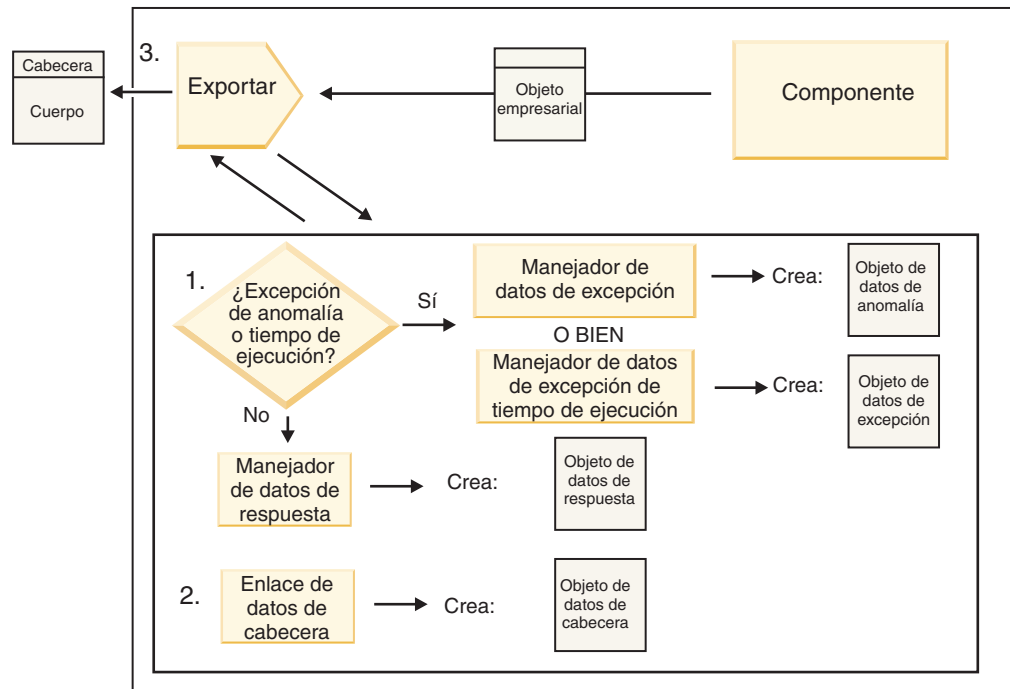 Cabecera
Cuerpo
3.
Exportar
Objeto
empresarial
Componente
1.
¿Excepción
de anomalía
o tiempo de
ejecución?
Sí
Manejador de
datos de excepción
Crea:
Objeto de
datos de
anomalía
O BIEN
Manejador de datos
de excepción de
tiempo de ejecución
Crea:
Objeto de
datos de
excepción
No
Manejador
de datos de
respuesta
Crea:
Objeto de
datos de
respuesta
2.
Enlace de
datos de
cabecera
Crea:
Objeto de
datos de
cabecera